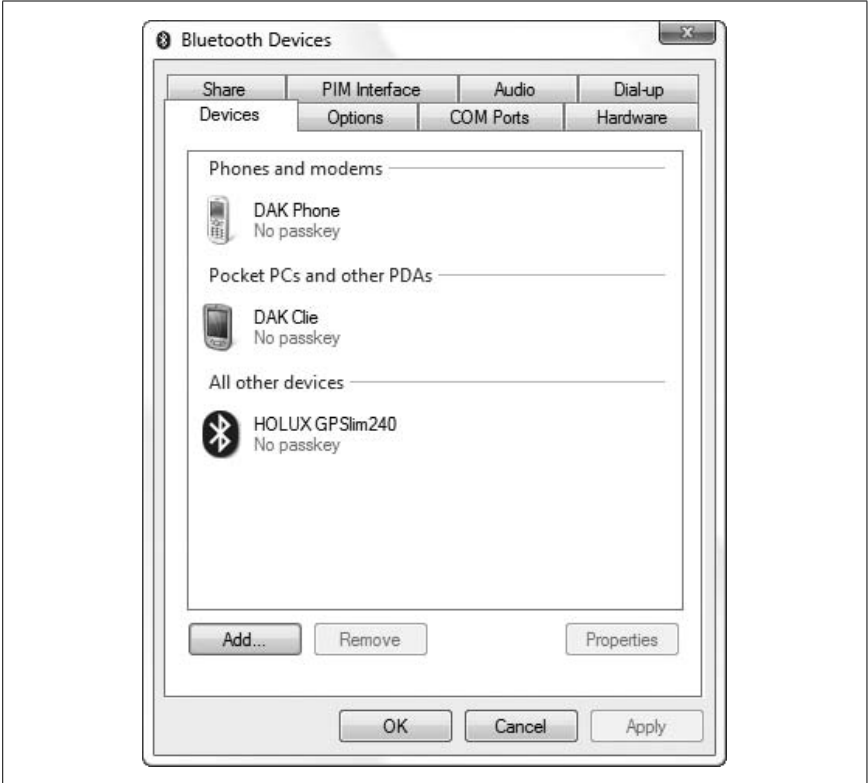 Bluetooth Devices
Share PIM Interface Audio Dial-up
Devices Options COM Ports Hardware
Phones and modems
DAK Phone
No passkey
Pocket PCs and other PDAs
DAK Clie
No passkey
All other devices
HOLUX GPSlim240
No passkey
Add... Remove Properties
OK Cancel Apply